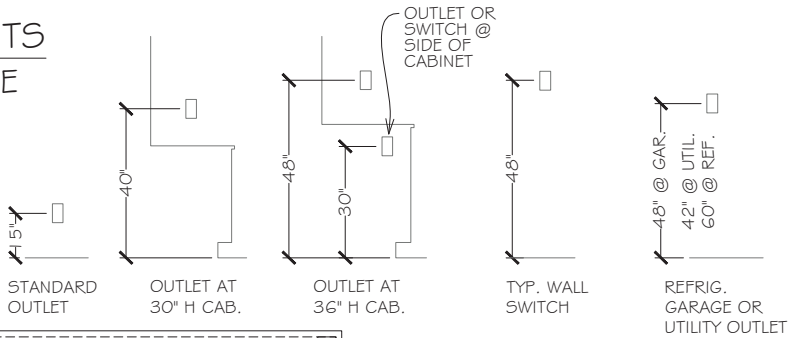 TS
E
OUTLET OR
SWITCH @
SIDE OF
CABINET
15"
40"
48"
30"
48"
48" @ GAR.
42" @ UTIL.
60" @ REF.
STANDARD
OUTLET
OUTLET AT
30" H CAB.
OUTLET AT
36" H CAB.
TYP. WALL
SWITCH
REFRIG.
GARAGE OR
UTILITY OUTLET